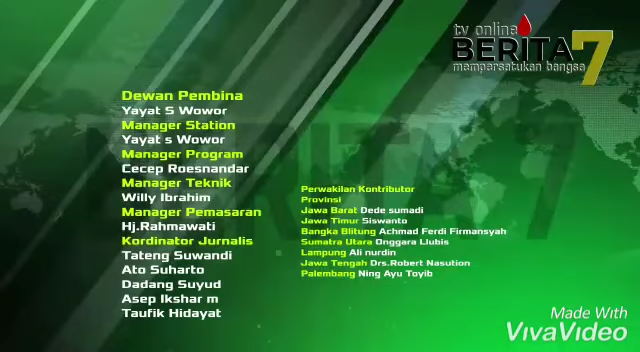 tv online
BERITA 7
mempersatukan bangsa
Dewan Pembina
Yayat S Wowor
Manager Station
Yayat s Wowor
Manager Program
Cecep Roesnandar
Manager Teknik
Willy Ibrahim
Manager Pemasaran
Hj.Rahmawati
Kordinator Jurnalis
Tateng Suwandi
Ato Suharto
Dadang Suyud
Asep Ikshar m
Taufik Hidayat
Perwakilan Kontributor
Provinsi
Jawa Barat Dede.sumadi
Jawa Timur Siswanto
Bangka Blitung Achmad Ferdi Firmansyah
Sumatra Utara Onggara Llubis
Lampung Ali nurdin
Jawa Tengah Drs.Robert Nasution
Palembang Ning Ayu Toyib
BERITA 7
Made With
VivaVideo